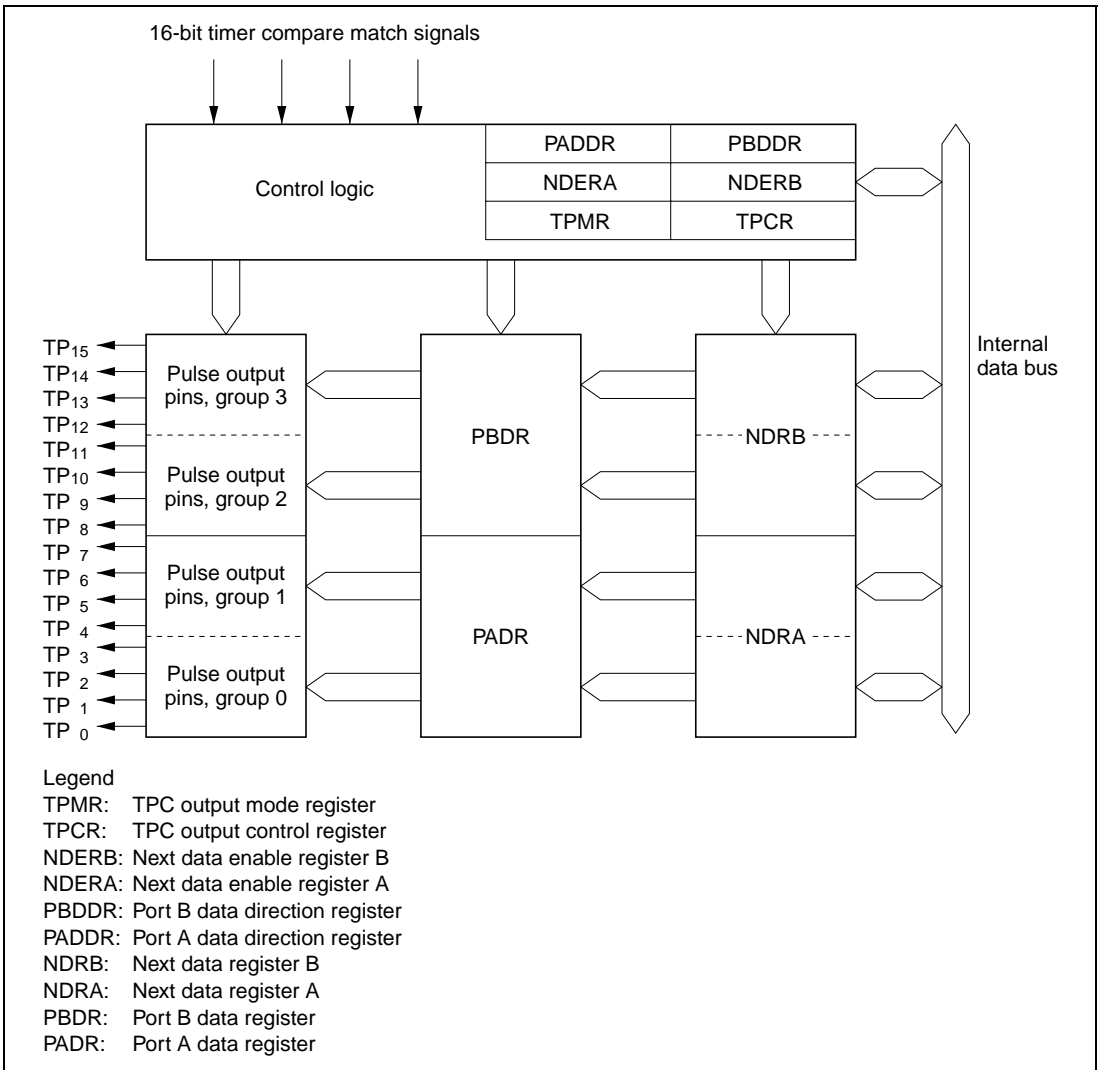 16-bit timer compare match signals
PADDR PBDDR
Control logic NDERA NDERB
TPMR TPCR
Internal
data bus
TP15
TP14
TP13
TP12
TP11
TP10
TP 9
TP 8
TP 7
TP 6
TP 5
TP 4
TP 3
TP 2
TP 1
TP 0
Pulse output
pins, group 3
Pulse output
pins, group 2
Pulse output
pins, group 1
Pulse output
pins, group 0
PBDR
PADR
NDRB
NDRA
Legend
TPMR: TPC output mode register
TPCR: TPC output control register
NDERB: Next data enable register B
NDERA: Next data enable register A
PBDDR: Port B data direction register
PADDR: Port A data direction register
NDRB: Next data register B
NDRA: Next data register A
PBDR: Port B data register
PADR: Port A data register